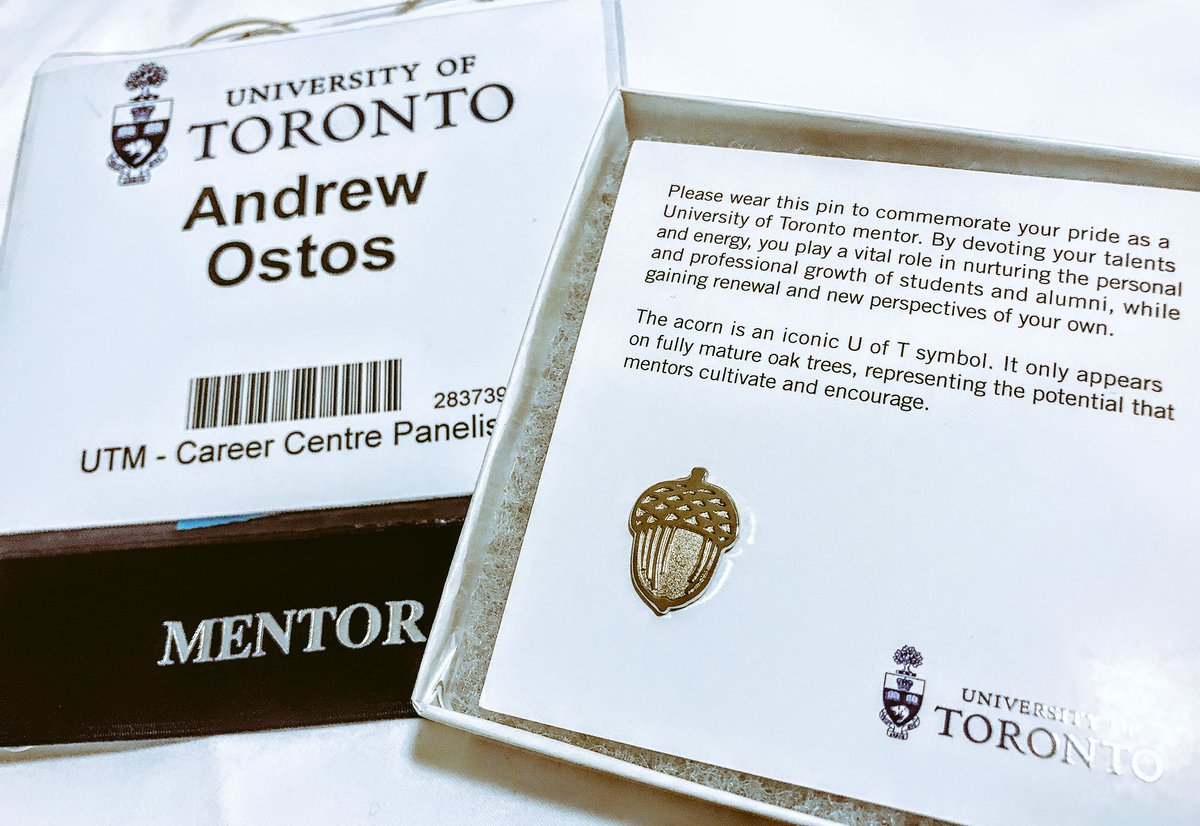 UNIVERSITY OF
TORONTO
Andrew
Ostos
283739
UTM - Career Centre Panelis
MENTOR
Please wear this pin to commemorate your pride as a
University of Toronto mentor. By devoting your talents
and energy, you play a vital role in nurturing the personal
and professional growth of students and alumni, while
gaining renewal and new perspectives of your own.
The acorn is an iconic U of T symbol. It only appears
on fully mature oak trees, representing the potential that
mentors cultivate and encourage.
UNIVERSITY OF
TORONTO